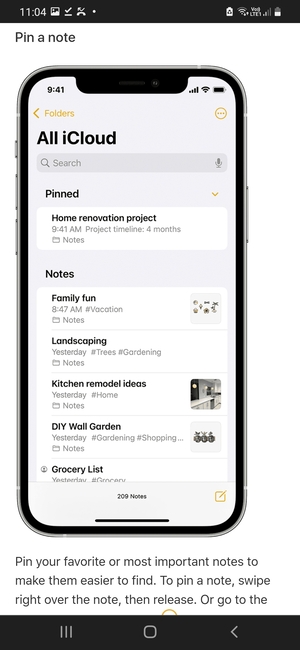 11:04
Vo))
LTE1
Pin a note
9:41
Folders
All iCloud
Search
Pinned
Home renovation project
9:41 AM Project timeline: 4 months
Notes
Notes
Family fun
8:47 AM #Vacation
Notes
Landscaping
Yesterday #Trees #Gardening
Notes
Kitchen remodel ideas
Yesterday #Home
Notes
DIY Wall Garden
Yesterday #Gardening #Shopping...
Notes
Grocery List
Yesterday #Grocery
209 Notes
Pin your favorite or most important notes to
make them easier to find. To pin a note, swipe
right over the note, then release. Or go to the